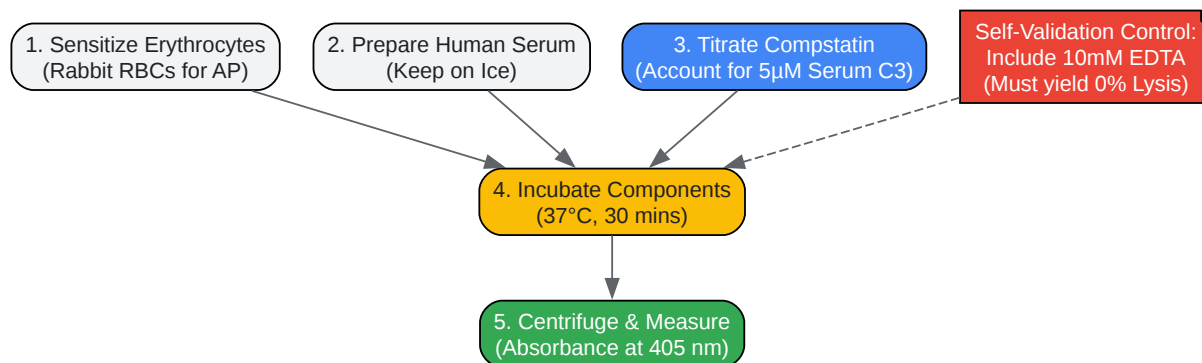 1. Sensitize Erythrocytes
(Rabbit RBCs for AP)
2. Prepare Human Serum
(Keep on Ice)
3. Titrate Compstatin
(Account for 5µM Serum C3)
Self-Validation Control:
Include 10mM EDTA
(Must yield 0% Lysis)
4. Incubate Components
(37°C, 30 mins)
5. Centrifuge & Measure
(Absorbance at 405 nm)